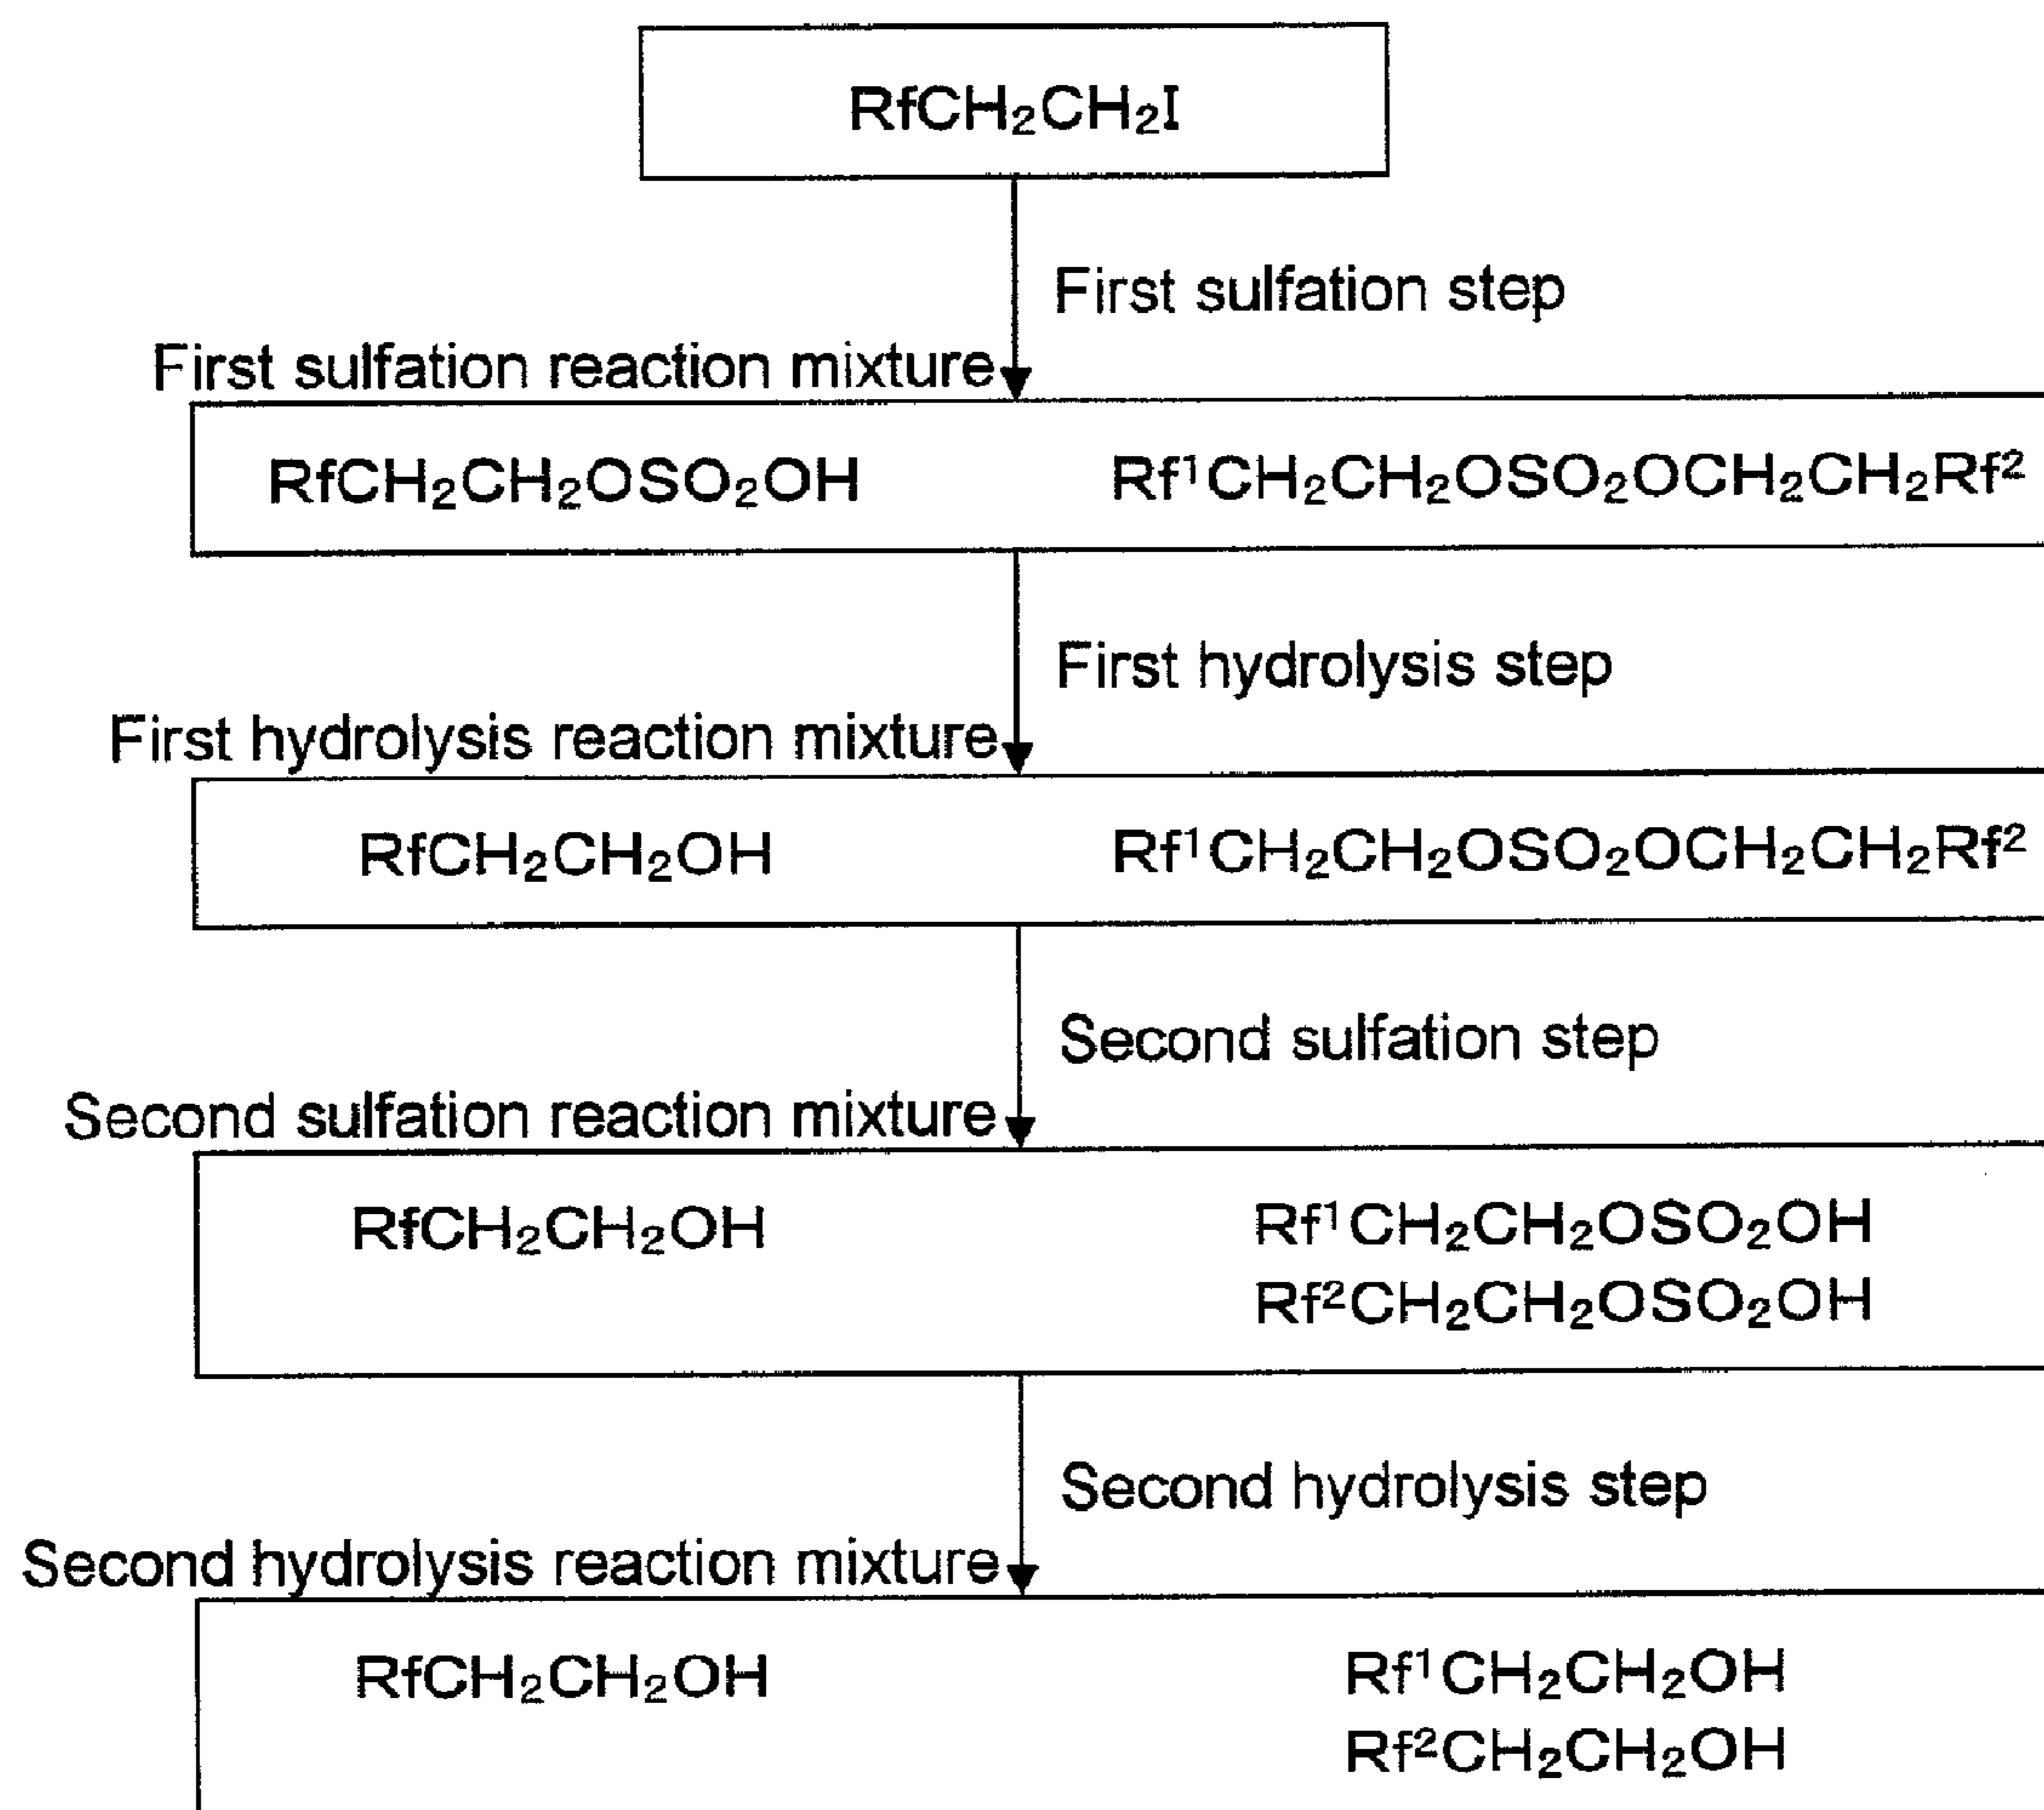 RfCH₂CH₂I
First sulfation step
First sulfation reaction mixture
RfCH₂CH₂OSO₂OH Rf¹CH₂CH₂OSO₂OCH₂CH₂Rf²
First hydrolysis step
First hydrolysis reaction mixture
RfCH₂CH₂OH Rf¹CH₂CH₂OSO₂OCH₂CH₂Rf²
Second sulfation step
Second sulfation reaction mixture
RfCH₂CH₂OH Rf¹CH₂CH₂OSO₂OH
Rf²CH₂CH₂OSO₂OH
Second hydrolysis step
Second hydrolysis reaction mixture
RfCH₂CH₂OH Rf¹CH₂CH₂OH
Rf²CH₂CH₂OH